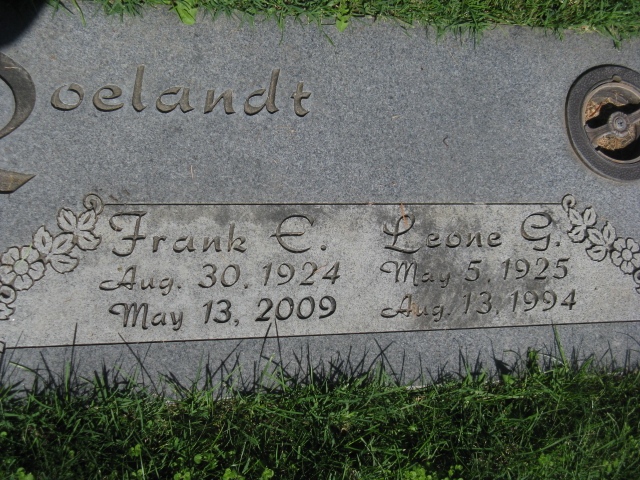 oelandt
Frank E. Leone G.
Aug. 30, 1924 May 5, 1925
May 13, 2009 Aug. 13, 1994